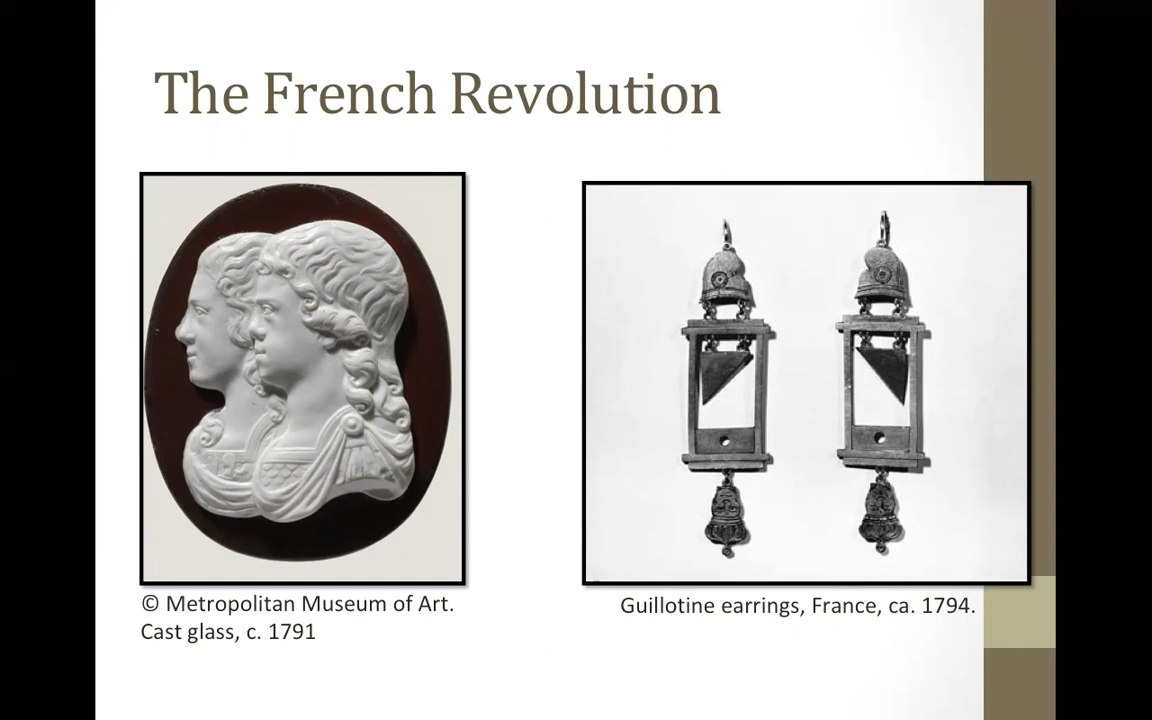 The French Revolution
© Metropolitan Museum of Art.
Cast glass, c. 1791
Guillotine earrings, France, ca. 1794.